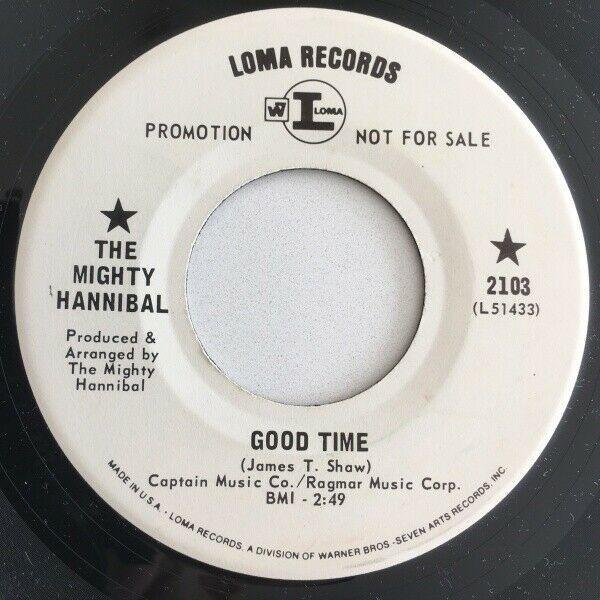 LOMA RECORDS
W7 LOMA
PROMOTION NOT FOR SALE
THE
MIGHTY
HANNIBAL
Produced &
Arranged by
The Mighty
Hannibal
2103
(L51433)
GOOD TIME
(James T. Shaw)
Captain Music Co./Ragmar Music Corp.
BMI - 2:49
MADE IN U.S.A. - LOMA RECORDS, A DIVISION OF WARNER BROS.-SEVEN ARTS RECORDS, INC.